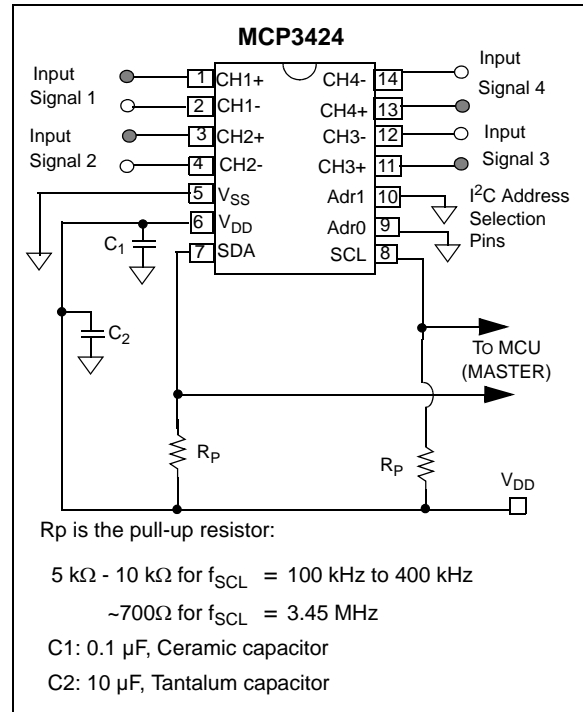 MCP3424
Input
Signal 1
Input
Signal 2
1 CH1+
2 CH1-
3 CH2+
4 CH2-
5 VSS
6 VDD
7 SDA
CH4- 14
CH4+ 13
CH3- 12
CH3+ 11
Adr1 10
Adr0 9
SCL 8
Input
Signal 4
Input
Signal 3
I2C Address
Selection
Pins
C1
C2
TO MCU
(MASTER)
RP
RP
VDD
Rp is the pull-up resistor:
5 kΩ - 10 kΩ for fSCL = 100 kHz to 400 kHz
~700Ω for fSCL = 3.45 MHz
C1: 0.1 µF, Ceramic capacitor
C2: 10 µF, Tantalum capacitor